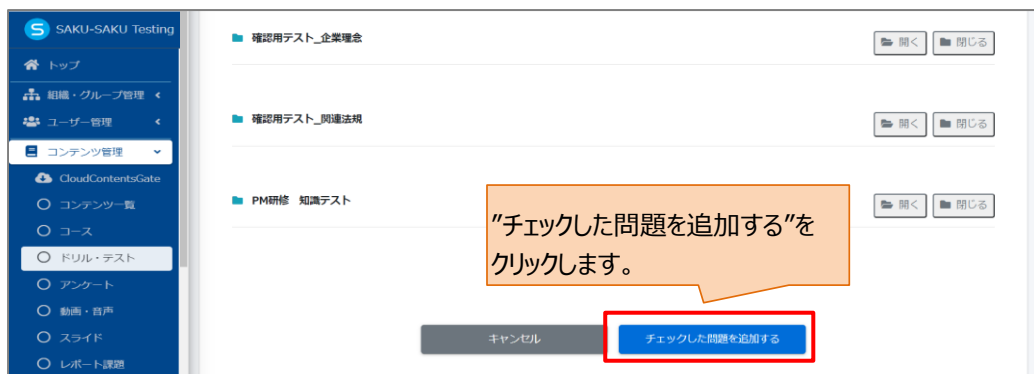 S SAKU-SAKU Testing
トップ
組織・グループ管理
ユーザー管理
コンテンツ管理
CloudContentsGate
コンテンツ一覧
コース
ドリル・テスト
アンケート
動画・音声
スライド
レポート課題
確認用テスト_企業理念
開く 閉じる
確認用テスト_関連法規
開く 閉じる
PM研修 知識テスト
開く 閉じる
”チェックした問題を追加する”を
クリックします。
キャンセル チェックした問題を追加する